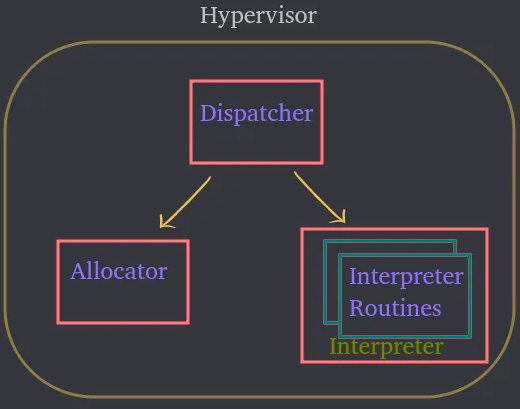 Hypervisor
Dispatcher
Allocator
Interpreter
Routines
Interpreter